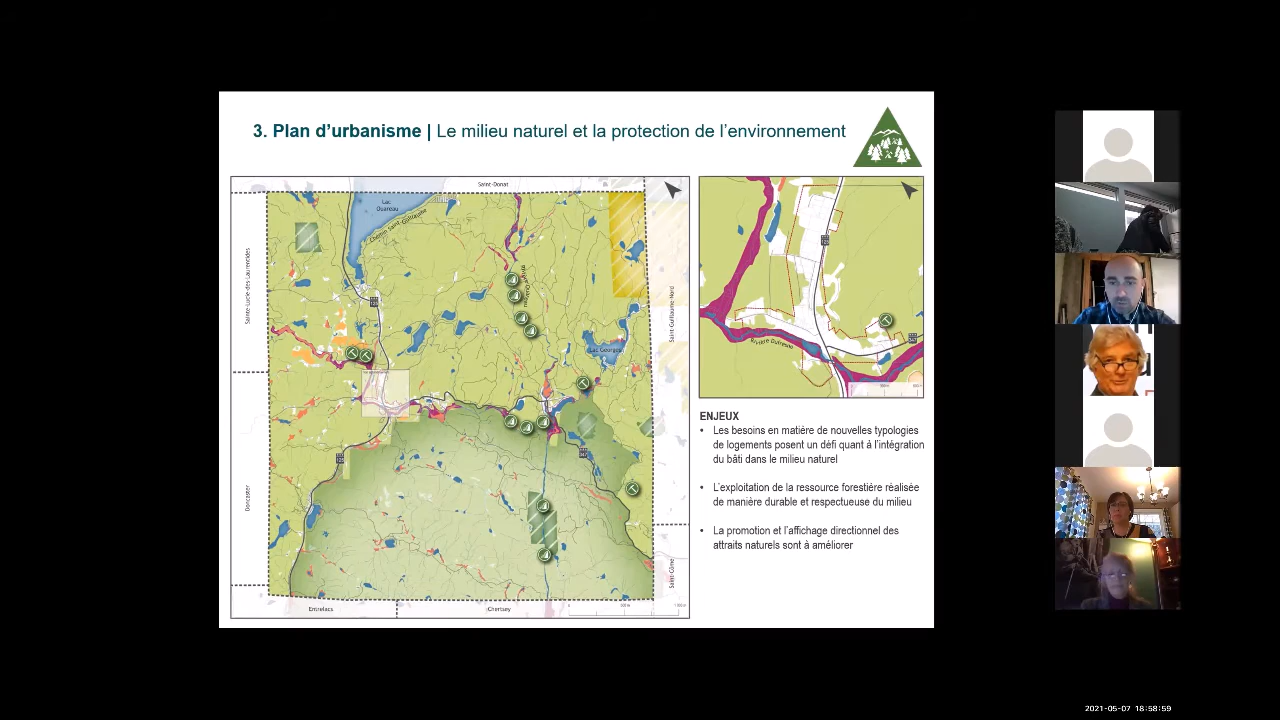 3. Plan d'urbanisme | Le milieu naturel et la protection de l'environnement
Saint-Donat
Lac
Ouareau
Chemin Saint-Guillaume
Sainte-Lucie-des-Laurentides
Saint-Guillaume-Nord
Lac Georges
Rivière Dufresne
Doncaster
Saint-Côme
Entrelacs
Chertsey
ENJEUX
• Les besoins en matière de nouvelles typologies
de logements posent un défi quant à l'intégration
du bâti dans le milieu naturel
• L'exploitation de la ressource forestière réalisée
de manière durable et respectueuse du milieu
• La promotion et l'affichage directionnel des
attraits naturels sont à améliorer
2021-05-07 18:58:59